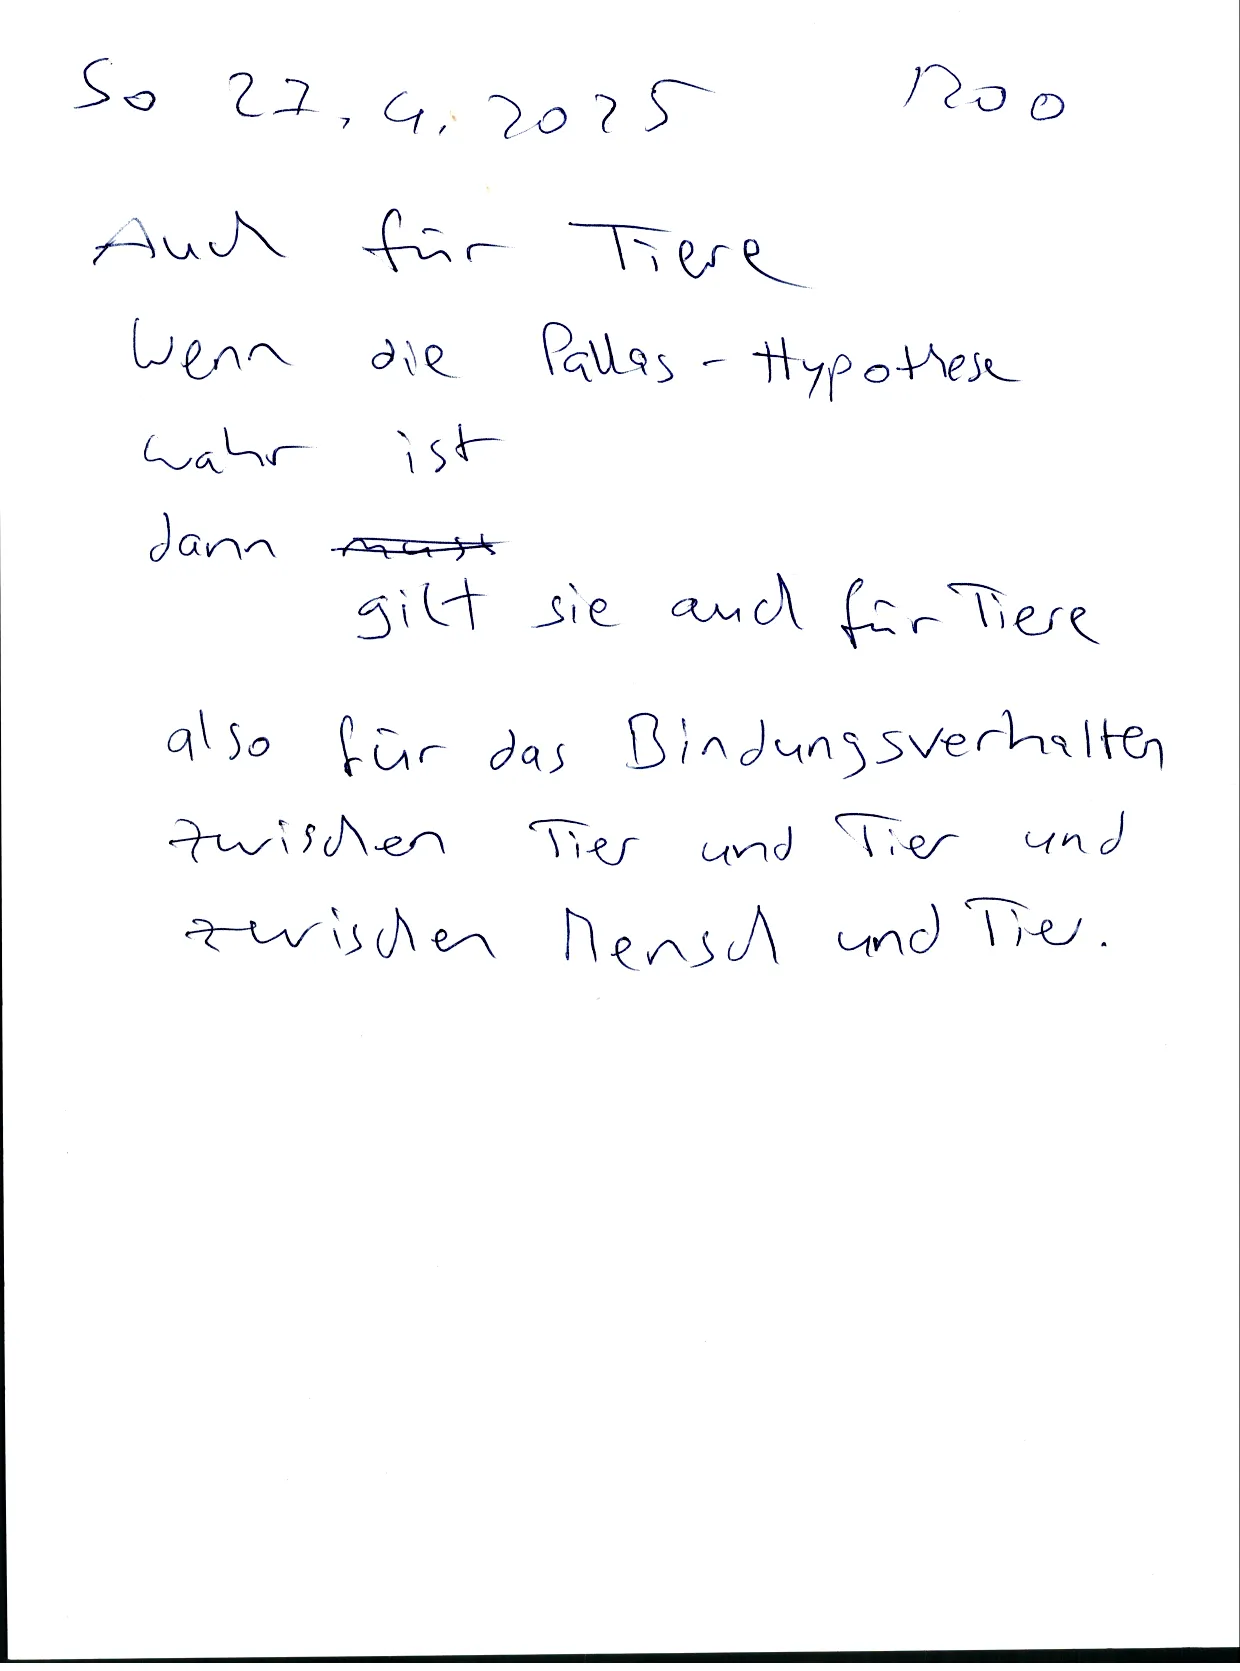 So 27.4.2025 1200
Auch für Tiere
Wenn die Pallas-Hypothese
wahr ist
dann
gilt sie auch für Tiere
also für das Bindungsverhalten
zwischen Tier und Tier und
zwischen Mensch und Tier.